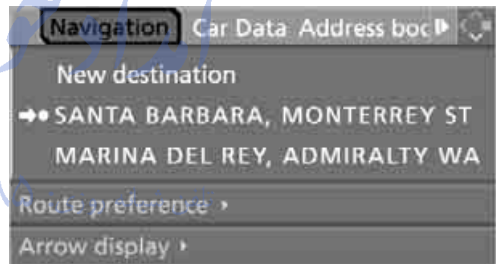 Navigation Car Data Address boc
New destination
SANTA BARBARA, MONTERREY ST
MARINA DEL REY, ADMIRALTY WA
Route preference
Arrow display